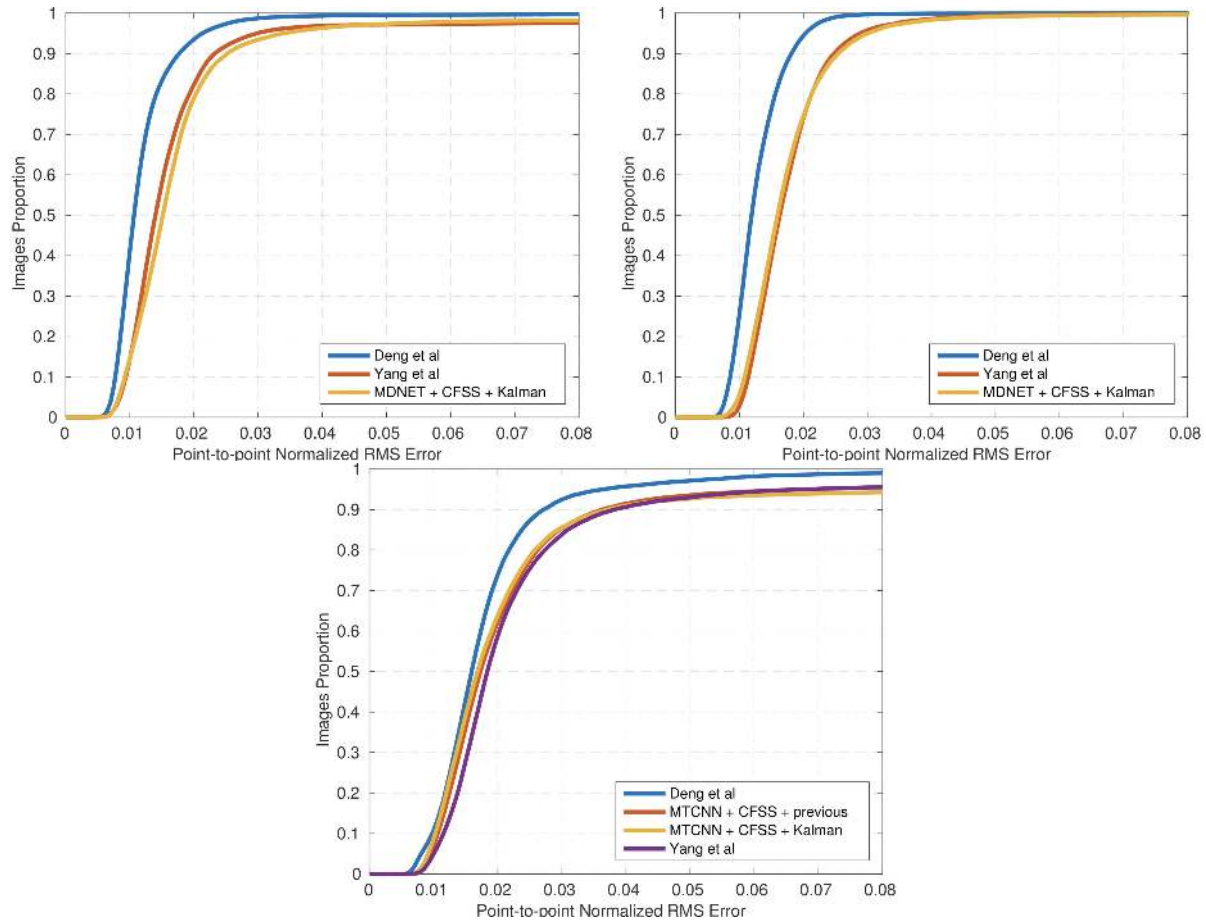 1
0.9
0.8
0.7
0.6
0.5
0.4
0.3
0.2
0.1
0
Images Proportion
Deng et al
Yang et al
MDNET + CFSS + Kalman
0 0.01 0.02 0.03 0.04 0.05 0.06 0.07 0.08
Point-to-point Normalized RMS Error
1
0.9
0.8
0.7
0.6
0.5
0.4
0.3
0.2
0.1
0
Images Proportion
Deng et al
Yang et al
MDNET + CFSS + Kalman
0 0.01 0.02 0.03 0.04 0.05 0.06 0.07 0.08
Point-to-point Normalized RMS Error
1
0.9
0.8
0.7
0.6
0.5
0.4
0.3
0.2
0.1
0
Images Proportion
Deng et al
MTCNN + CFSS + previous
MTCNN + CFSS + Kalman
Yang et al
0 0.01 0.02 0.03 0.04 0.05 0.06 0.07 0.08
Point-to-point Normalized RMS Error